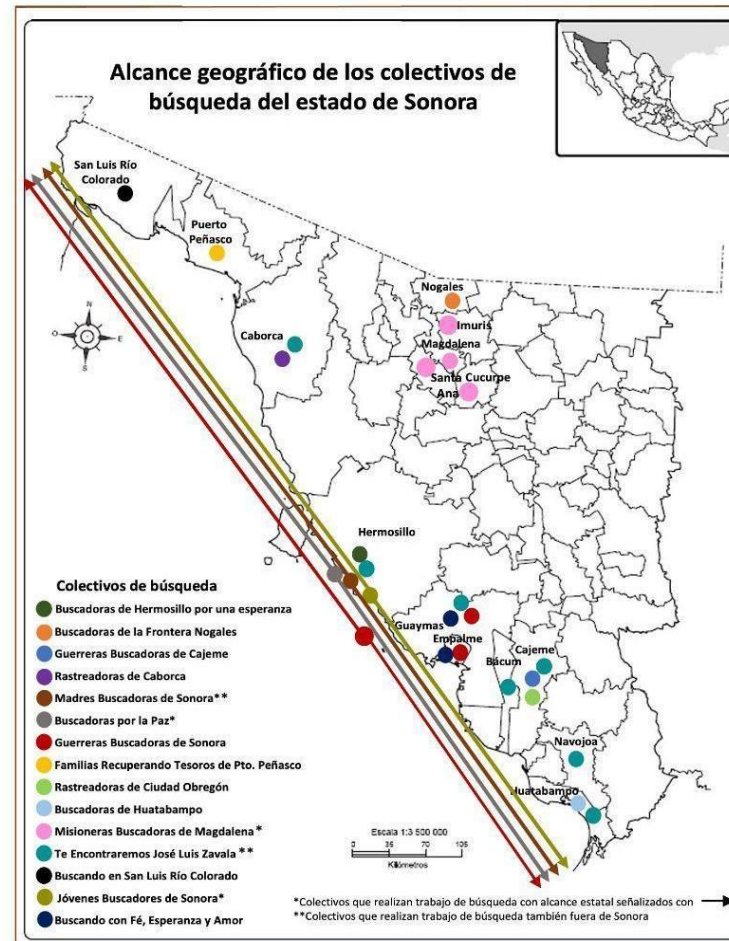 Alcance geográfico de los colectivos de
búsqueda del estado de Sonora
San Luis Río
Colorado
Puerto
Peñasco
Nogales
Imuris
Magdalena
Caborca
Santa Cucurpe
Ana
N
O
E
S
Hermosillo
Guaymas
Empalme
Cajeme
Bácum
Navojoa
Huatabampo
Colectivos de búsqueda
Buscadoras de Hermosillo por una esperanza
Buscadoras de la Frontera Nogales
Guerreras Buscadoras de Cajeme
Rastreadoras de Caborca
Madres Buscadoras de Sonora**
Buscadoras por la Paz*
Guerreras Buscadoras de Sonora
Familias Recuperando Tesoros de Pto. Peñasco
Rastreadoras de Ciudad Obregón
Buscadoras de Huatabampo
Misioneras Buscadoras de Magdalena *
Te Encontraremos José Luis Zavala **
Buscando en San Luis Río Colorado
Jóvenes Buscadores de Sonora*
Buscando con Fé, Esperanza y Amor
Escala 1:3 500 000
0 35 70 105
Kilómetros
*Colectivos que realizan trabajo de búsqueda con alcance estatal señalizados con
**Colectivos que realizan trabajo de búsqueda también fuera de Sonora